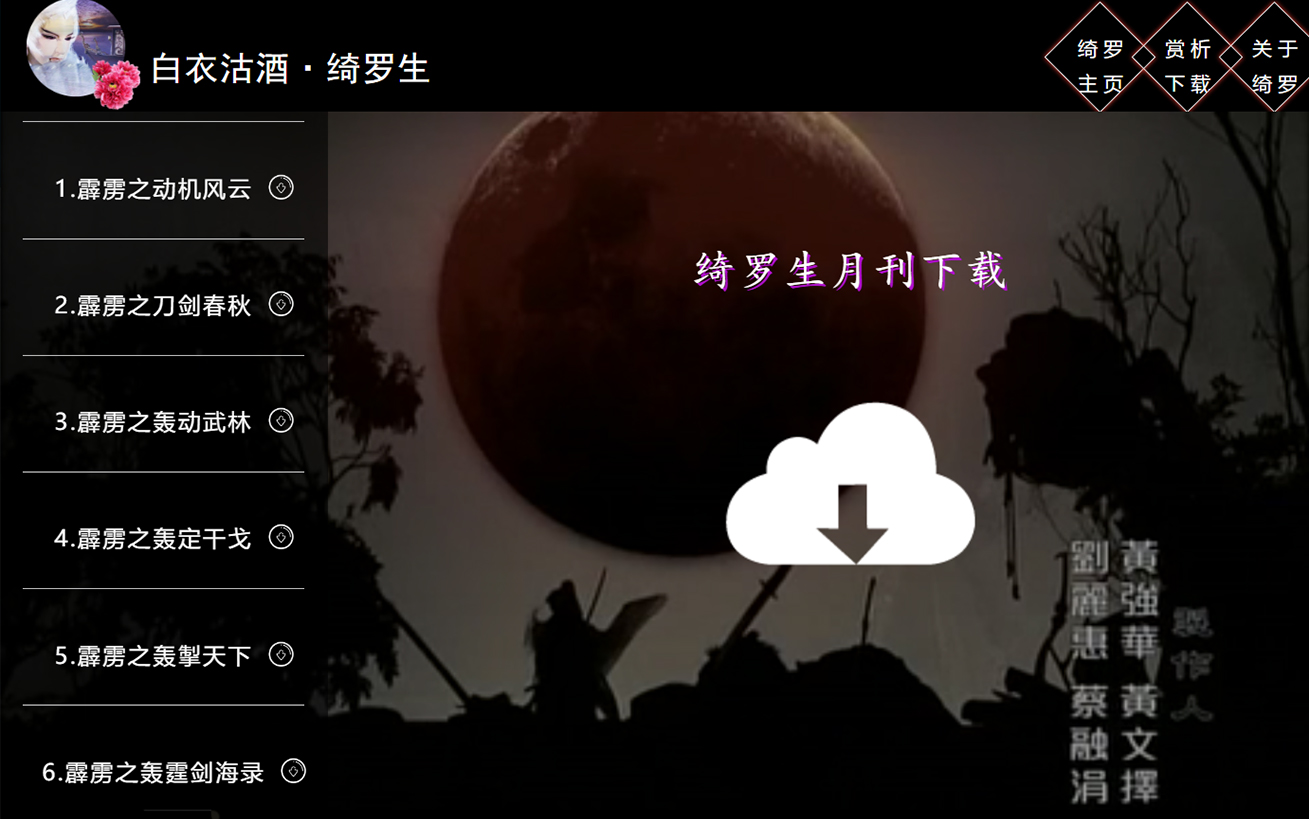 白衣沽酒·绮罗生
绮罗
主页
赏析
下载
关于
绮罗
1.霹雳之动机风云
2.霹雳之刀剑春秋
3.霹雳之轰动武林
4.霹雳之轰定干戈
5.霹雳之轰掣天下
6.霹雳之轰霆剑海录
绮罗生月刊下载
製作人
黃強華 黃文擇
劉麗惠 蔡融涓